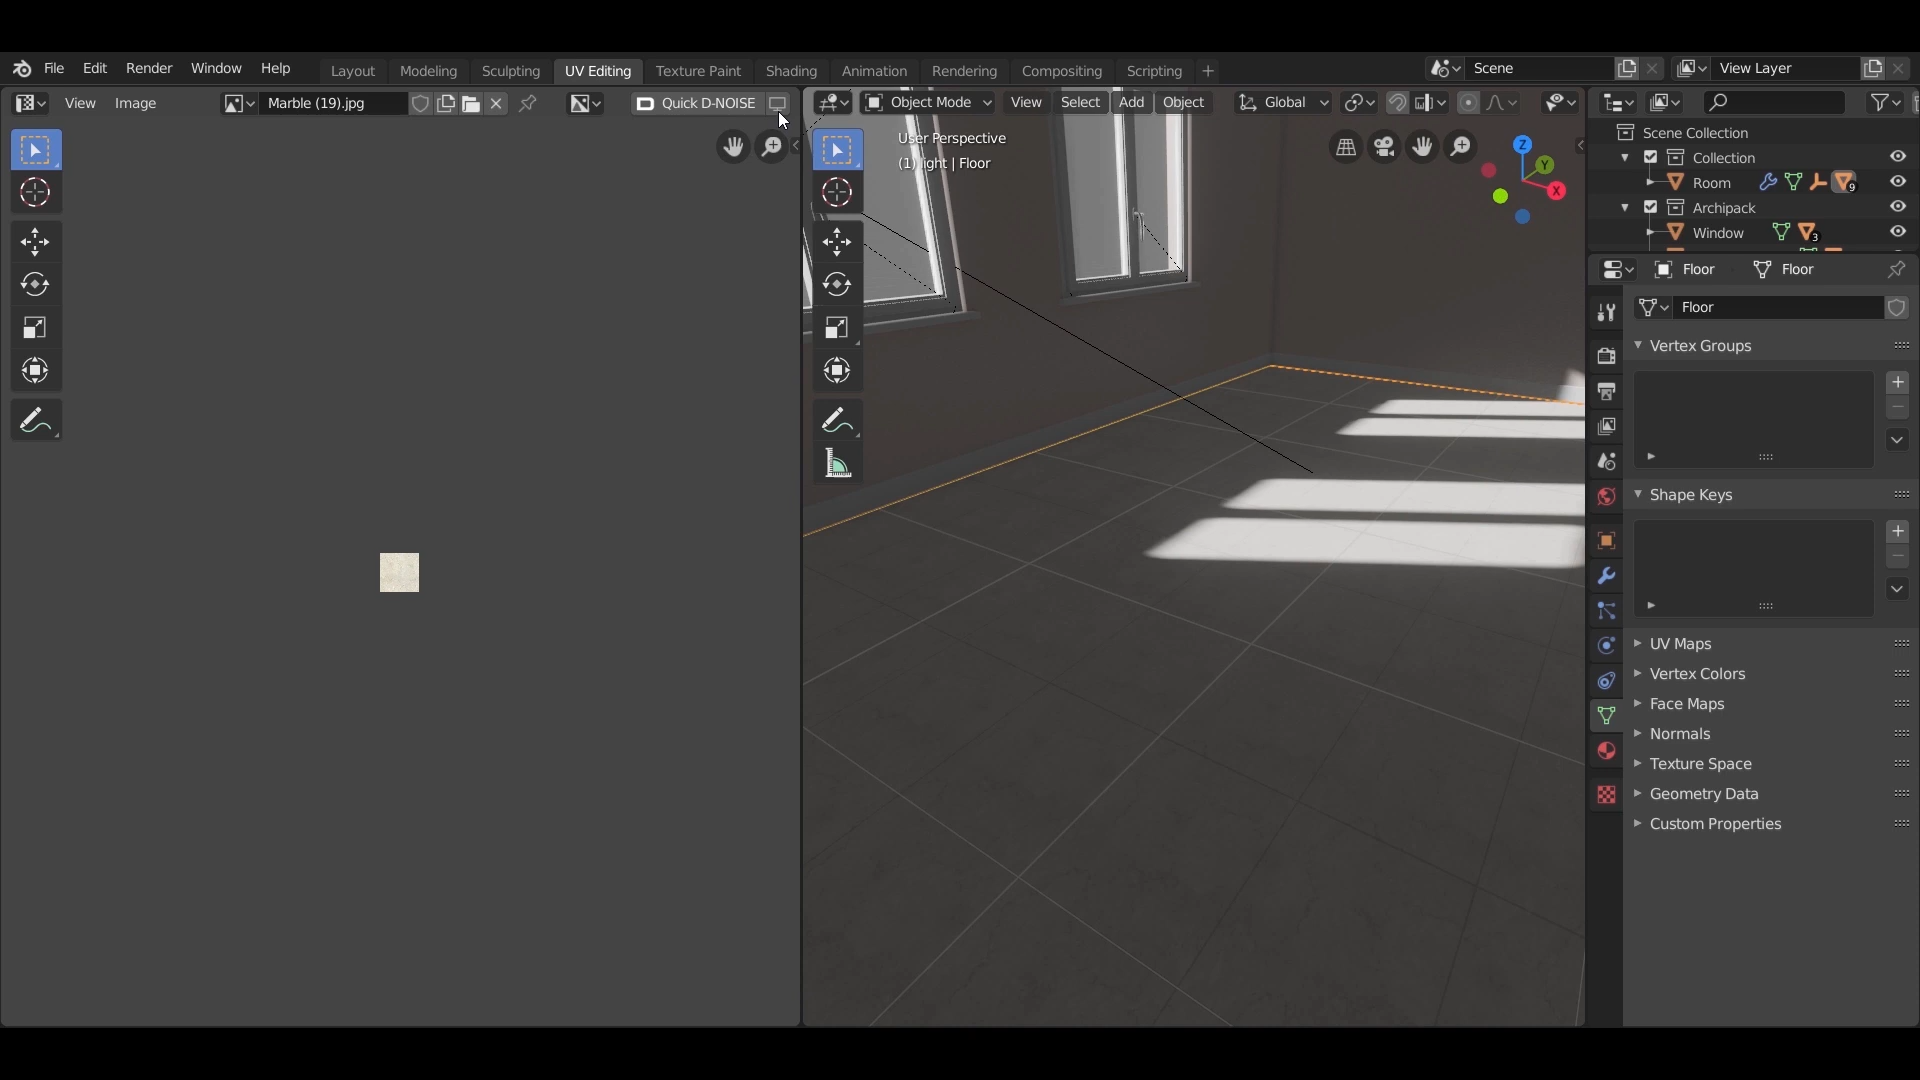 File Edit Render Window Help Layout Modeling Sculpting UV Editing Texture Paint Shading Animation Rendering Compositing Scripting + Scene View Layer
View Image Marble (19).jpg Quick D-NOISE Object Mode View Select Add Object Global
User Perspective
(1) light | Floor
Z
Y
X
Scene Collection
Collection
Room 9
Archipack
Window 3
Floor Floor
Floor
Vertex Groups
Shape Keys
UV Maps
Vertex Colors
Face Maps
Normals
Texture Space
Geometry Data
Custom Properties